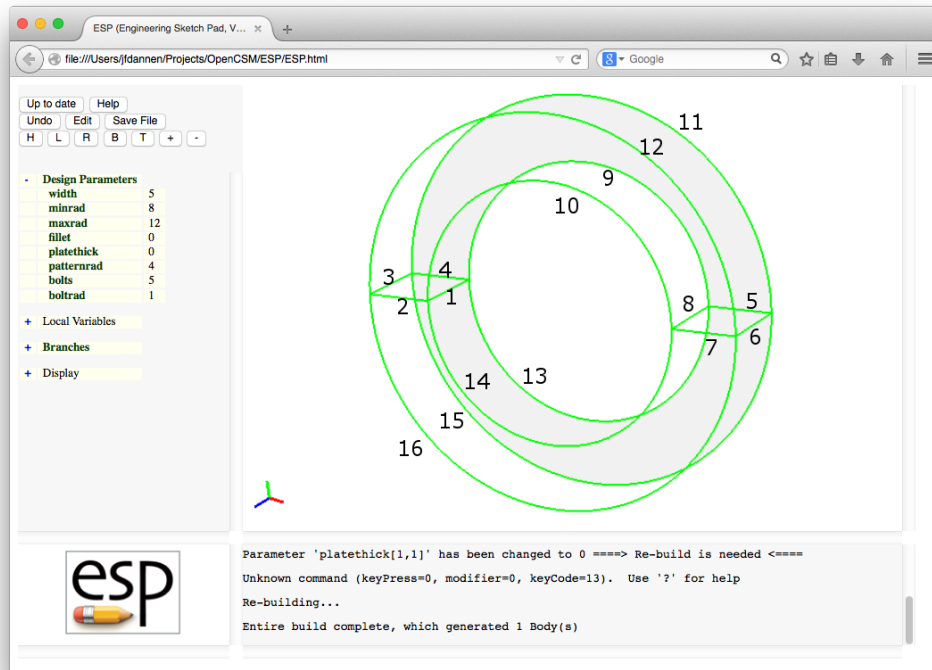 ESP (Engineering Sketch Pad, V... × +
file:///Users/jfdannen/Projects/OpenCSM/ESP/ESP.html
8 Google
Up to date Help
Undo Edit Save File
H L R B T + -
- Design Parameters
width 5
minrad 8
maxrad 12
fillet 0
platethick 0
patternrad 4
bolts 5
boltrad 1
+ Local Variables
+ Branches
+ Display
11
12
9
10
3 4
2 1
8 5
7 6
14 13
15
16
esp
Parameter 'platethick[1,1]' has been changed to 0 ====> Re-build is needed <====
Unknown command (keyPress=0, modifier=0, keyCode=13).  Use '?' for help
Re-building...
Entire build complete, which generated 1 Body(s)